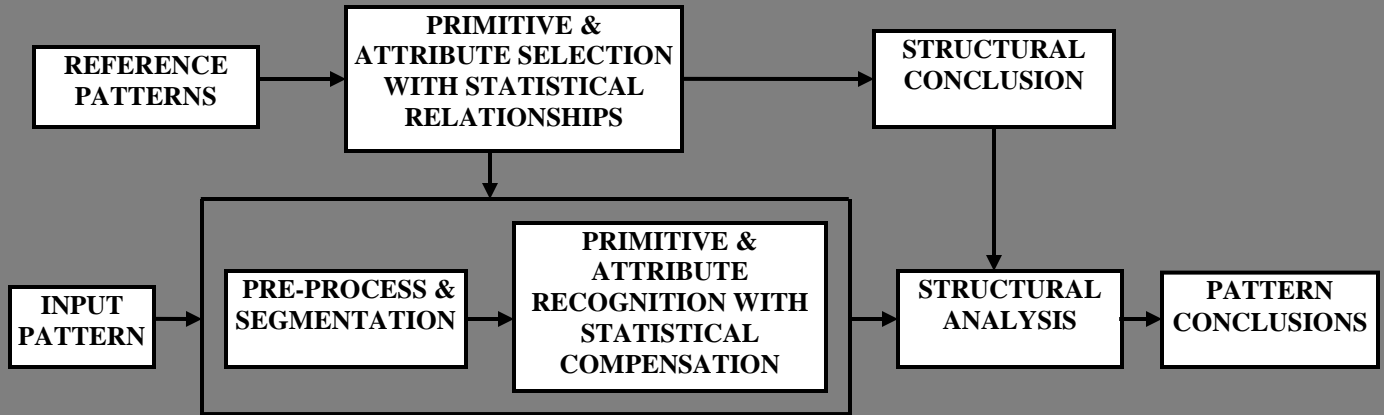 REFERENCE
PATTERNS
PRIMITIVE &
ATTRIBUTE SELECTION
WITH STATISTICAL
RELATIONSHIPS
STRUCTURAL
CONCLUSION
INPUT
PATTERN
PRE-PROCESS &
SEGMENTATION
PRIMITIVE &
ATTRIBUTE
RECOGNITION WITH
STATISTICAL
COMPENSATION
STRUCTURAL
ANALYSIS
PATTERN
CONCLUSIONS